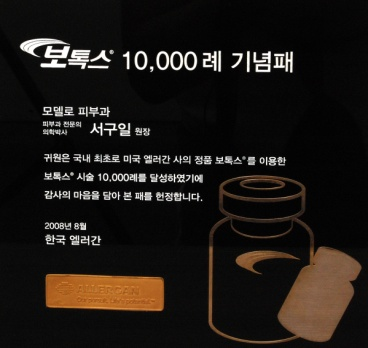 보톡스® 10,000례 기념패
모델로 피부과
피부과 전문의
의학박사 서구일 원장
귀원은 국내 최초로 미국 엘러간 사의 정품 보톡스®를 이용한
보톡스® 시술 10,000례를 달성하였기에
감사의 마음을 담아 본 패를 헌정합니다.
2008년 8월
한국 엘러간
ALLERGAN